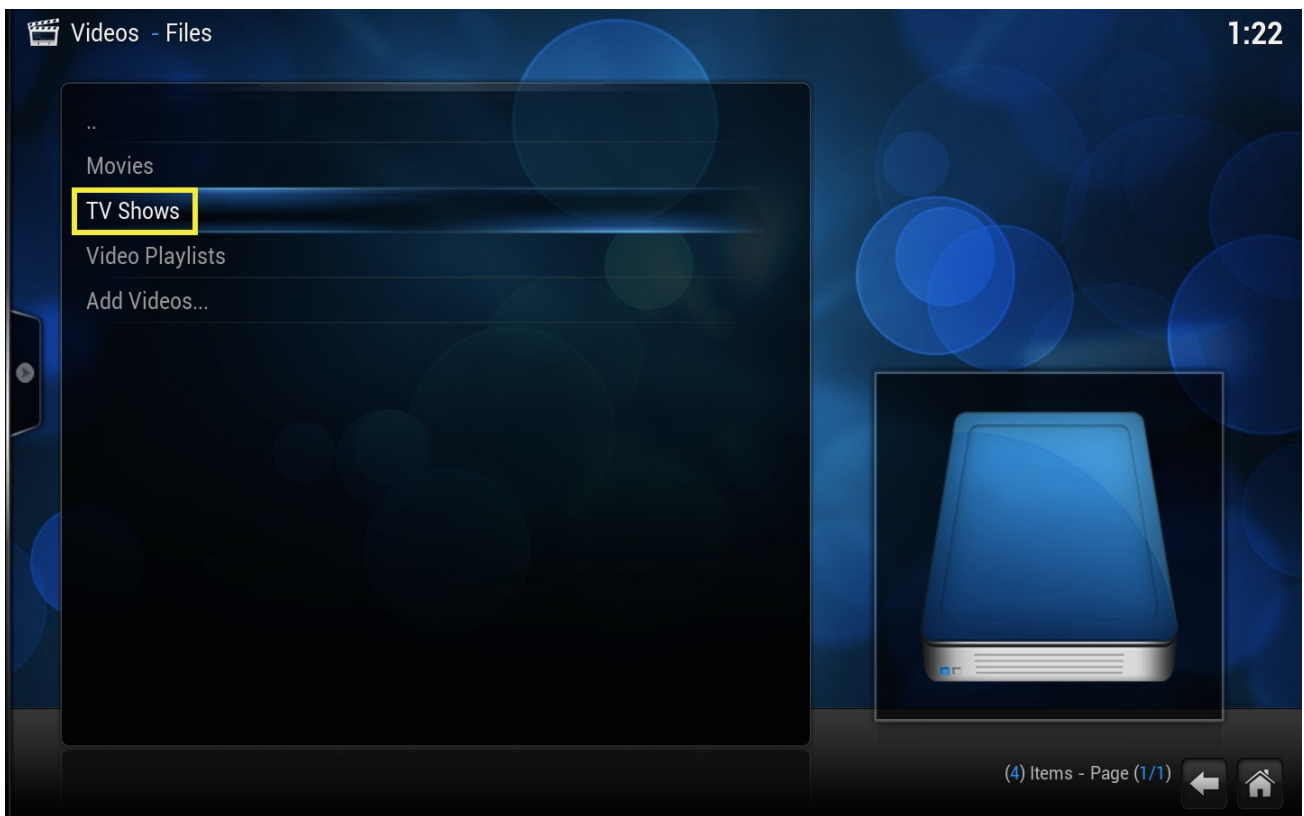 Videos - Files
1:22
..
Movies
TV Shows
Video Playlists
Add Videos...
(4) Items - Page (1/1)